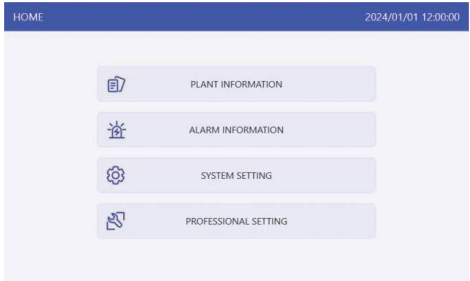 HOME 2024/01/01 12:00:00
PLANT INFORMATION
ALARM INFORMATION
SYSTEM SETTING
PROFESSIONAL SETTING